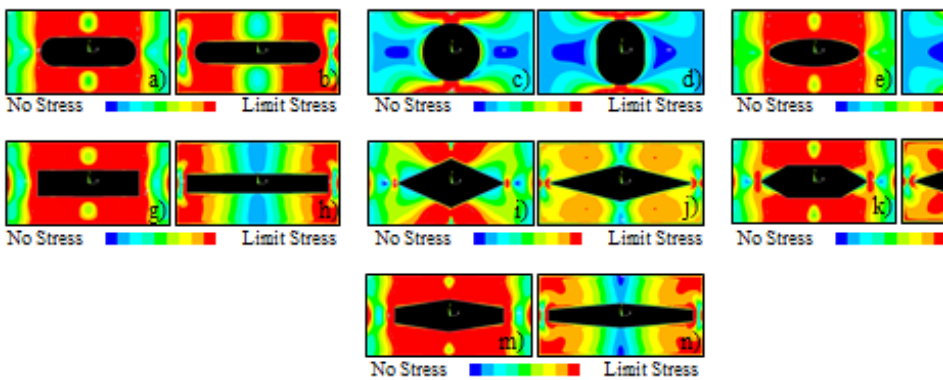 a) b) c) d) e)
No Stress Limit Stress No Stress Limit Stress No Stress
g) h) i) j) k)
No Stress Limit Stress No Stress Limit Stress No Stress
m) n)
No Stress Limit Stress